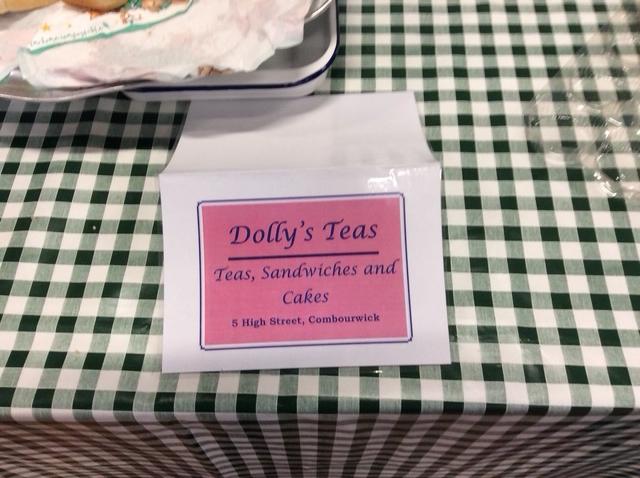 Dolly's Teas
Teas, Sandwiches and
Cakes
5 High Street, Combourwick